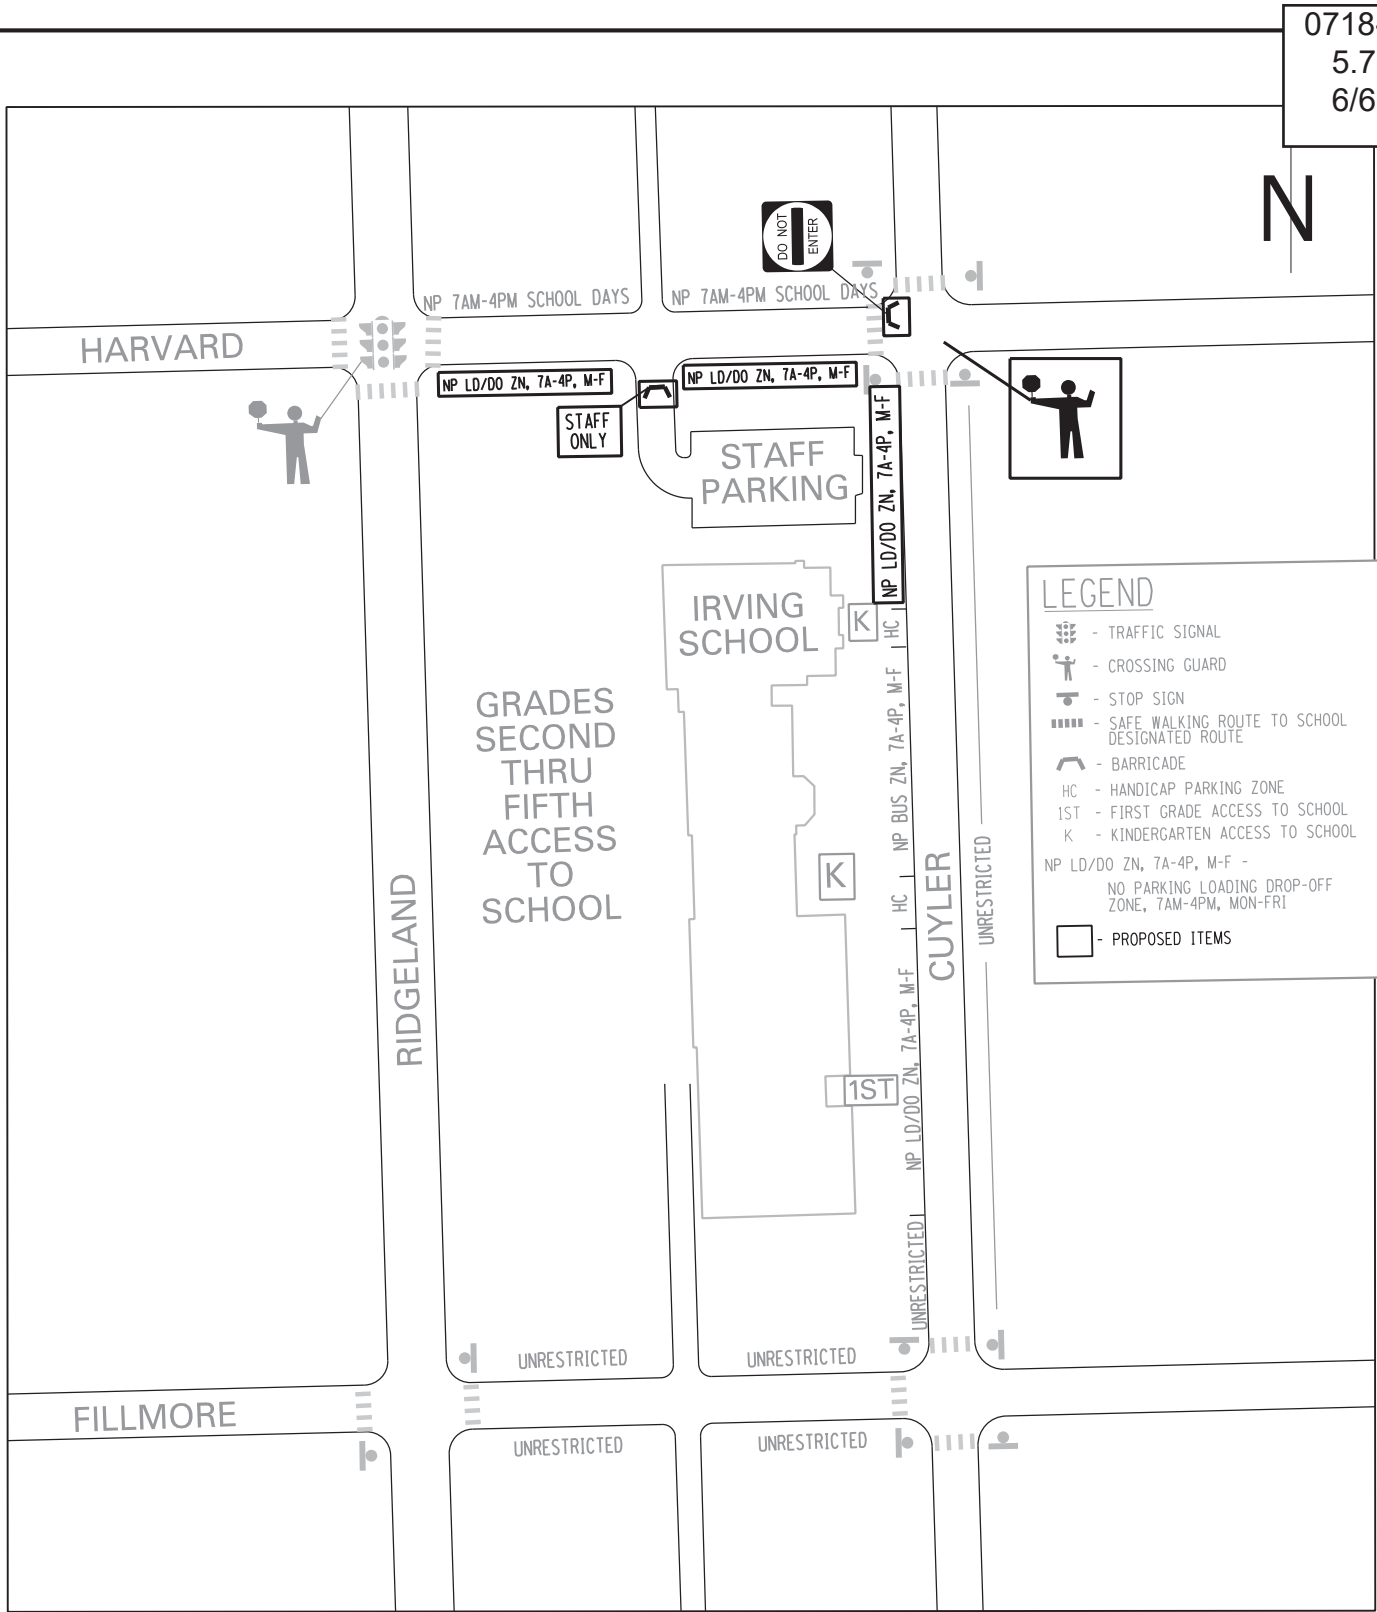 0718
5.7
6/6
N
DO NOT
ENTER
NP 7AM-4PM SCHOOL DAYS
NP 7AM-4PM SCHOOL DAYS
HARVARD
NP LD/DO ZN, 7A-4P, M-F
NP LD/DO ZN, 7A-4P, M-F
STAFF
ONLY
STAFF
PARKING
NP LD/DO ZN, 7A-4P, M-F
IRVING
SCHOOL
K
HC
NP BUS ZN, 7A-4P, M-F
GRADES
SECOND
THRU
FIFTH
ACCESS
TO
SCHOOL
K
HC
RIDGELAND
CUYLER
UNRESTRICTED
NP LD/DO ZN, 7A-4P, M-F
1ST
UNRESTRICTED
LEGEND
- TRAFFIC SIGNAL
- CROSSING GUARD
- STOP SIGN
- SAFE WALKING ROUTE TO SCHOOL
DESIGNATED ROUTE
- BARRICADE
HC - HANDICAP PARKING ZONE
1ST - FIRST GRADE ACCESS TO SCHOOL
K - KINDERGARTEN ACCESS TO SCHOOL
NP LD/DO ZN, 7A-4P, M-F -
NO PARKING LOADING DROP-OFF
ZONE, 7AM-4PM, MON-FRI
- PROPOSED ITEMS
UNRESTRICTED
UNRESTRICTED
FILLMORE
UNRESTRICTED
UNRESTRICTED